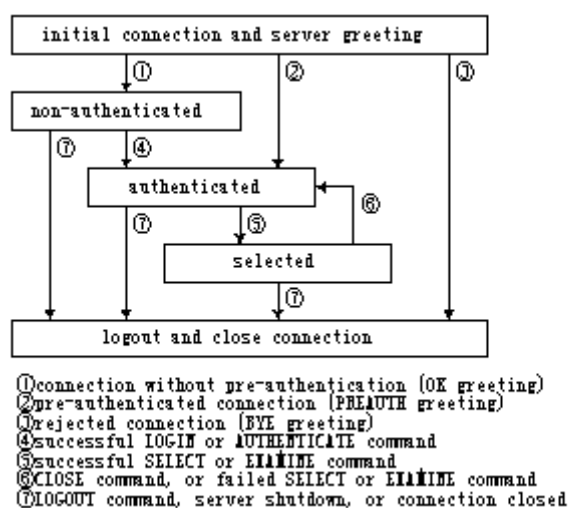 initial connection and server greeting
① ② ③
non-authenticated
⑦ ④
authenticated
⑦ ⑤ ⑥
selected
⑦
logout and close connection
①connection without pre-authentication (OK greeting)
②pre-authenticated connection (PREAUTH greeting)
③rejected connection (BYE greeting)
④successful LOGIN or AUTHENTICATE command
⑤successful SELECT or EXAMINE command
⑥CLOSE command, or failed SELECT or EXAMINE command
⑦LOGOUT command, server shutdown, or connection closed